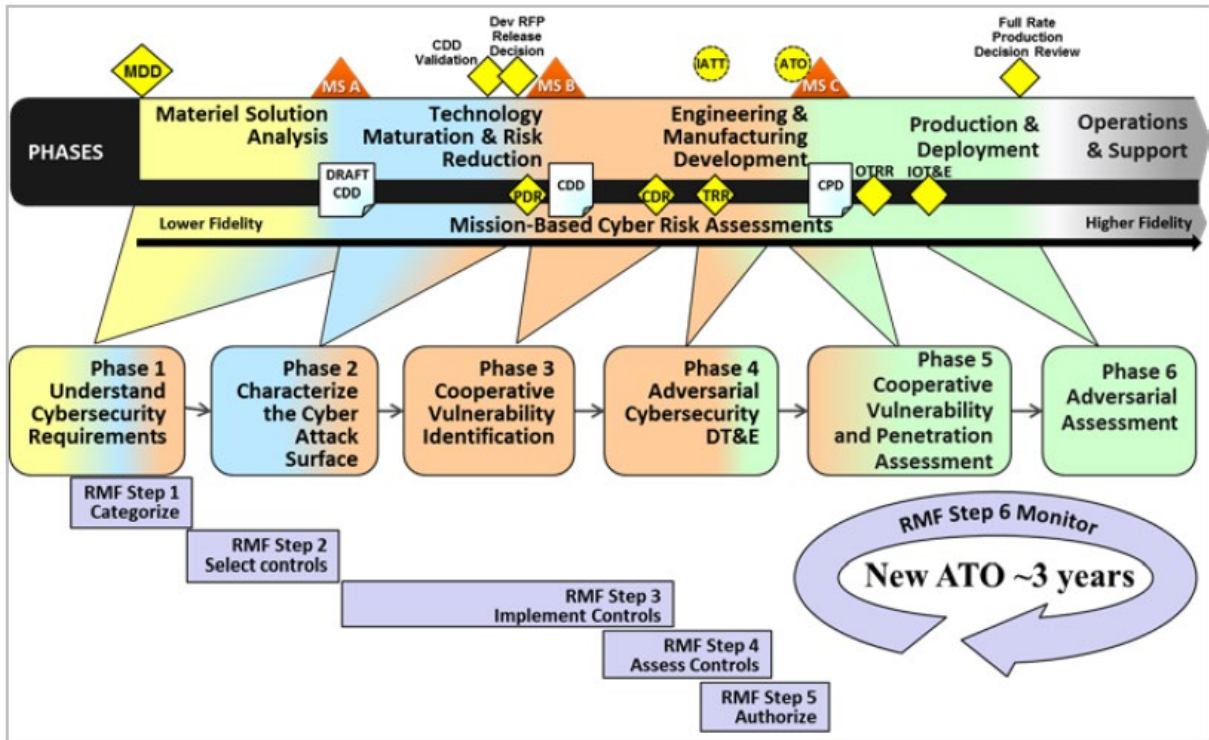 Dev RFP
Release
Decision
CDD
Validation
Full Rate
Production
Decision Review
MDD
MS A
MS B
IATT
ATO
MS C
PHASES
Materiel Solution
Analysis
Technology
Maturation & Risk
Reduction
Engineering &
Manufacturing
Development
Production &
Deployment
Operations
& Support
DRAFT
CDD
PDR
CDD
CDR
TRR
CPD
OTRR
IOT&E
Lower Fidelity
Mission-Based Cyber Risk Assessments
Higher Fidelity
Phase 1
Understand
Cybersecurity
Requirements
Phase 2
Characterize
the Cyber
Attack
Surface
Phase 3
Cooperative
Vulnerability
Identification
Phase 4
Adversarial
Cybersecurity
DT&E
Phase 5
Cooperative
Vulnerability
and Penetration
Assessment
Phase 6
Adversarial
Assessment
RMF Step 1
Categorize
RMF Step 2
Select controls
RMF Step 3
Implement Controls
RMF Step 4
Assess Controls
RMF Step 5
Authorize
RMF Step 6 Monitor
New ATO ~3 years